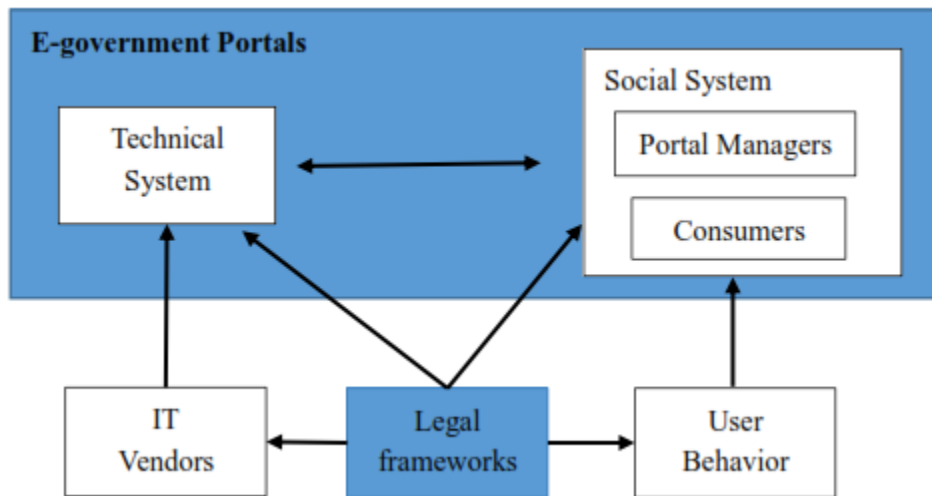 E-government Portals
Technical
System
Social System
Portal Managers
Consumers
IT
Vendors
Legal
frameworks
User
Behavior